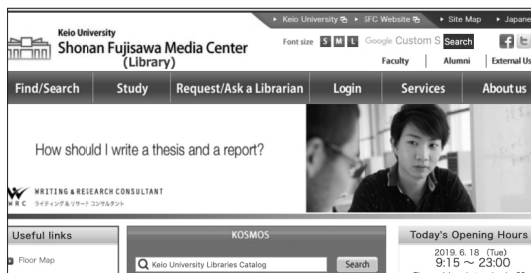 Keio University SFC Website Site Map Japane
Keio University
Shonan Fujisawa Media Center
(Library)
Font size S M L Google Custom S Search
Faculty Alumni External Us
Find/Search Study Request/Ask a Librarian Login Services About us
How should I write a thesis and a report?
WRC WRITING & RESEARCH CONSULTANT
ライティング&リサーチ コンサルタント
Useful links
Floor Map
KOSMOS
Keio University Libraries Catalog Search
Today's Opening Hours
2019. 6. 18 (Tue)
9:15 ～ 23:00